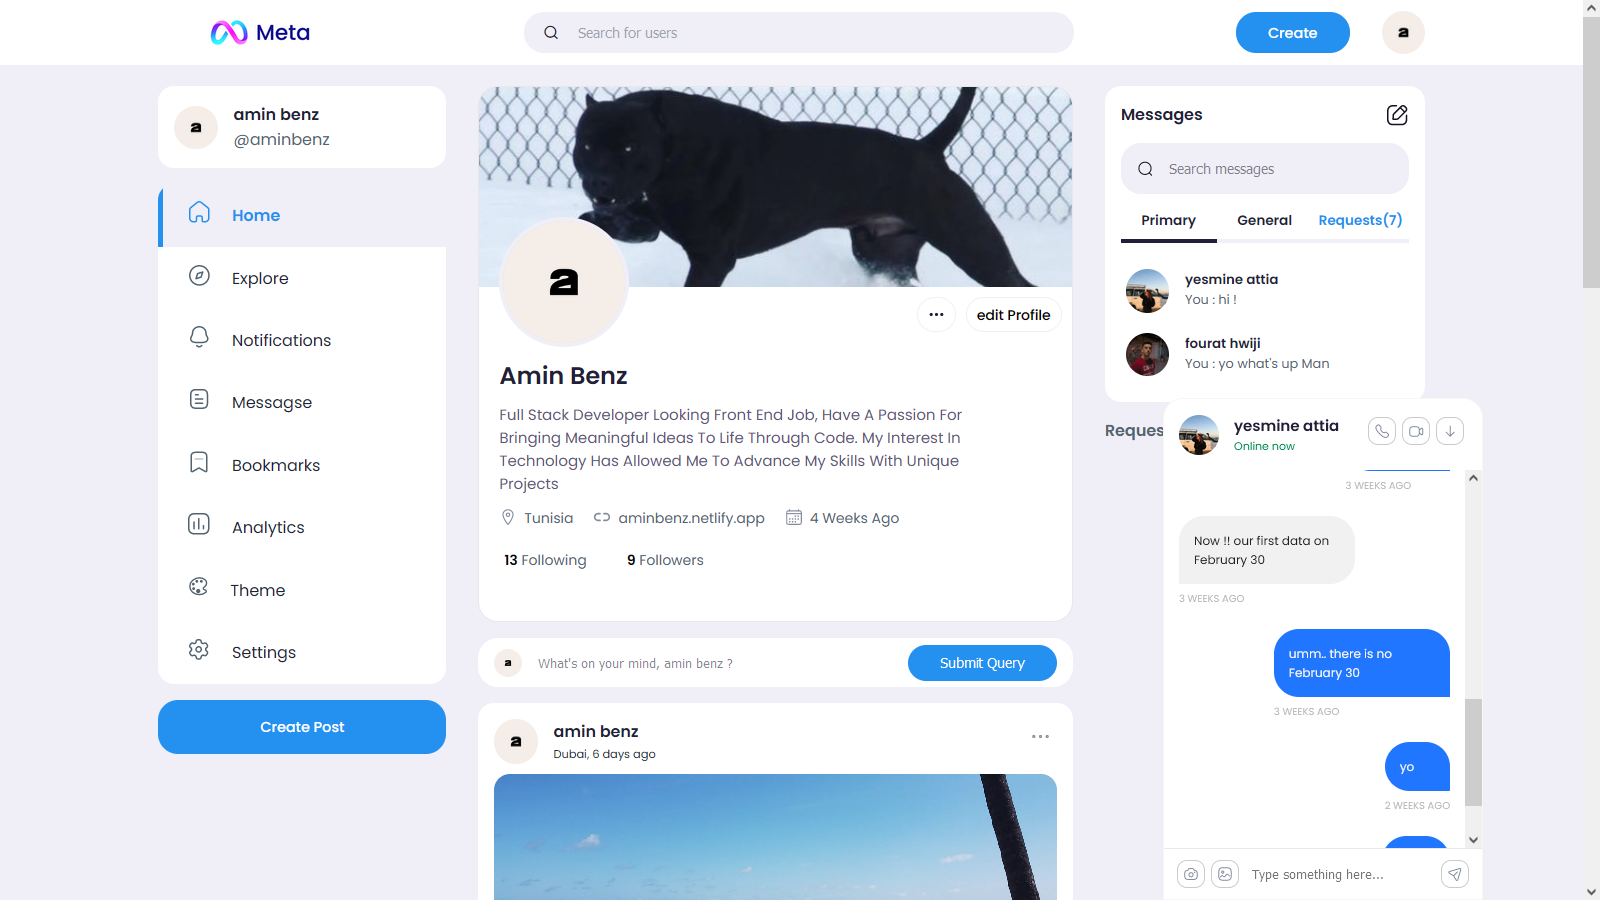 Meta
Search for users
Create
a
a
amin benz
@aminbenz
Home
Explore
Notifications
Messagse
Bookmarks
Analytics
Theme
Settings
Create Post
a
edit Profile
Amin Benz
Full Stack Developer Looking Front End Job, Have A Passion For
Bringing Meaningful Ideas To Life Through Code. My Interest In
Technology Has Allowed Me To Advance My Skills With Unique
Projects
Tunisia
aminbenz.netlify.app
4 Weeks Ago
13 Following
9 Followers
a
What's on your mind, amin benz ?
Submit Query
a
amin benz
Dubai, 6 days ago
Messages
Search messages
Primary
General
Requests(7)
yesmine attia
You : hi !
fourat hwiji
You : yo what's up Man
Reques
yesmine attia
Online now
3 WEEKS AGO
Now !! our first data on
February 30
3 WEEKS AGO
umm.. there is no
February 30
3 WEEKS AGO
yo
2 WEEKS AGO
Type something here...